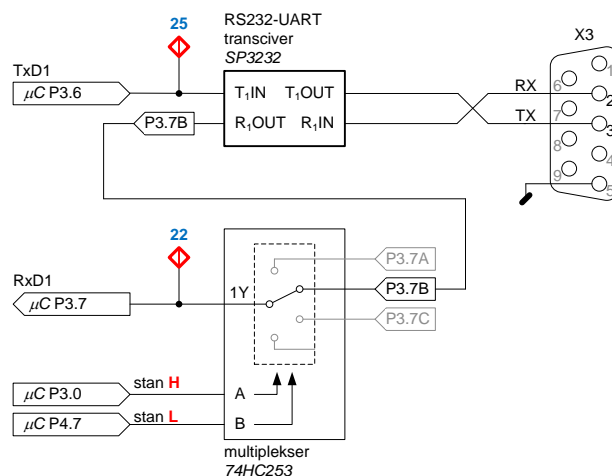 25
RS232-UART
transciver
SP3232
X3
TxD1
µC P3.6
T1IN T1OUT
R1OUT R1IN
P3.7B
RX
TX
1
6
2
7
3
8
4
9
5
22
RxD1
µC P3.7
1Y
P3.7A
P3.7B
P3.7C
µC P3.0
stan H
A
µC P4.7
stan L
B
multiplekser
74HC253